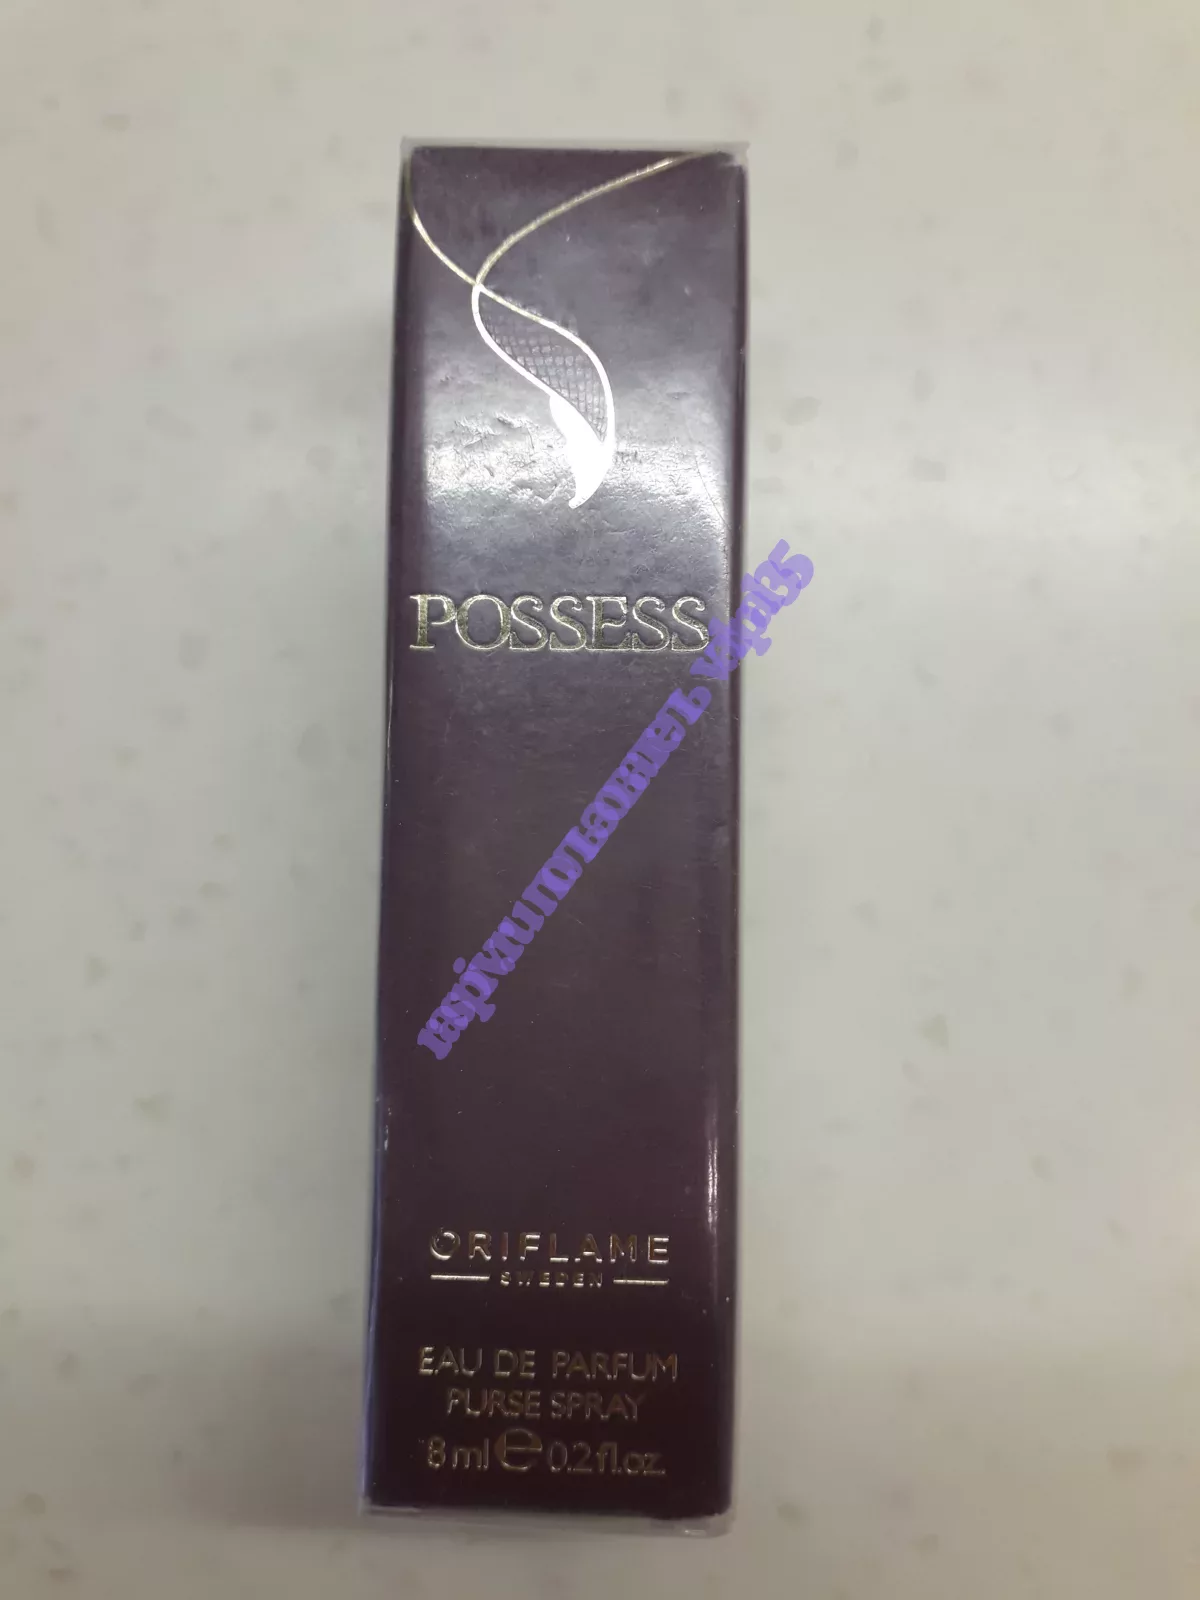 POSSESS
ORIFLAME
SWEDEN
EAU DE PARFUM
PURSE SPRAY
8 ml e 0.2 fl.oz.